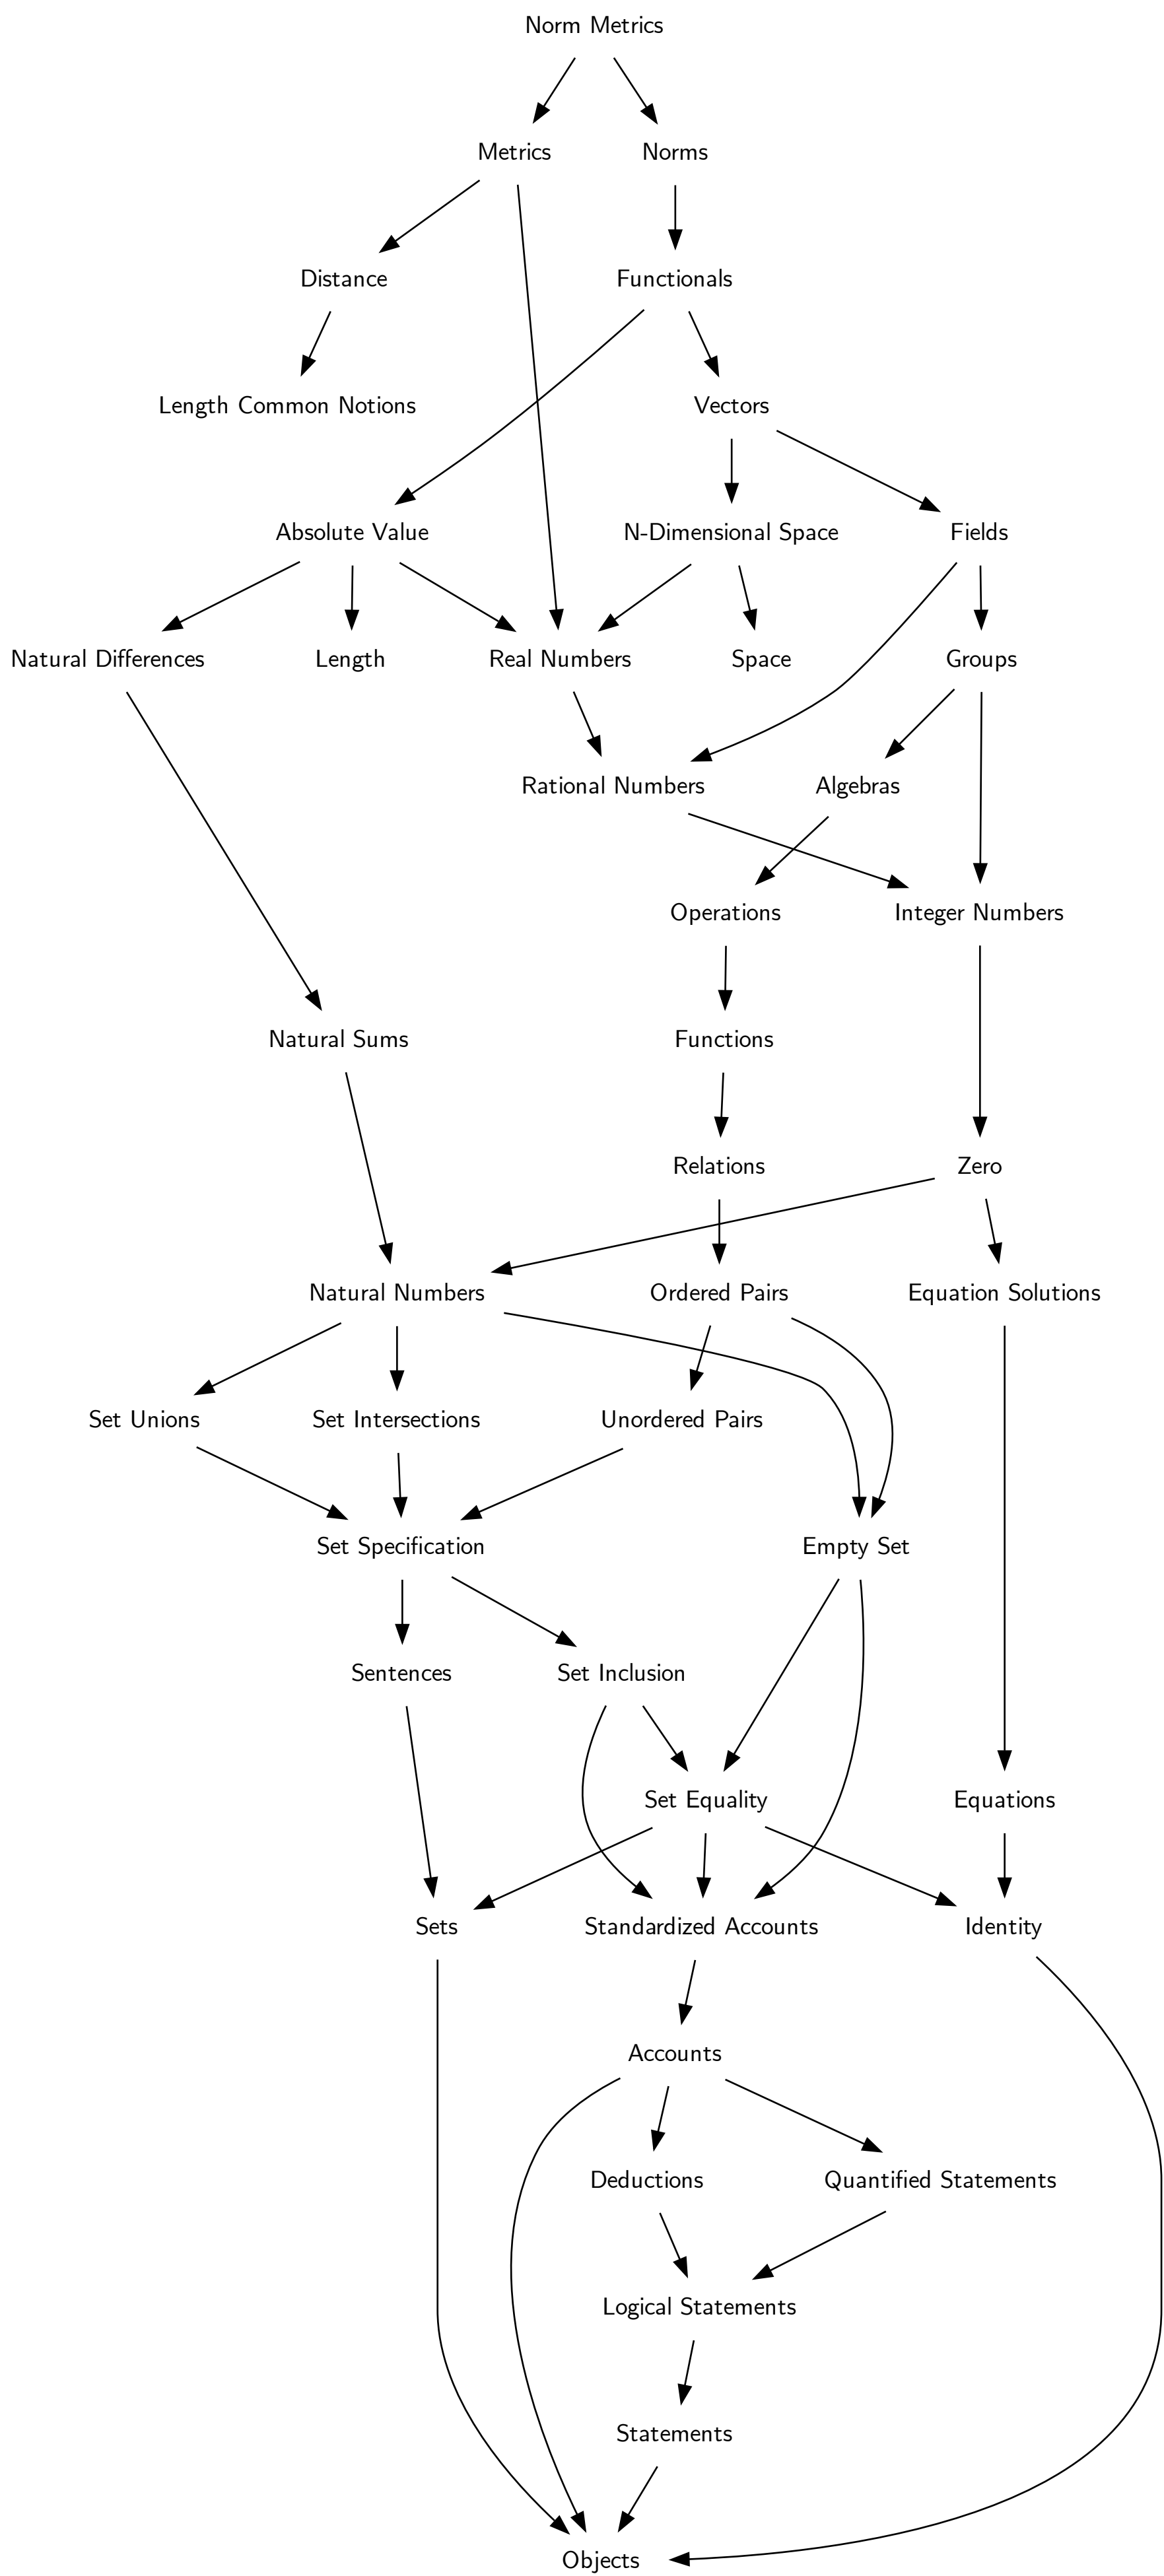 Norm Metrics
Metrics
Norms
Distance
Functionals
Length Common Notions
Vectors
Absolute Value
N-Dimensional Space
Fields
Natural Differences
Length
Real Numbers
Space
Groups
Rational Numbers
Algebras
Operations
Integer Numbers
Natural Sums
Functions
Relations
Zero
Natural Numbers
Ordered Pairs
Equation Solutions
Set Unions
Set Intersections
Unordered Pairs
Set Specification
Empty Set
Sentences
Set Inclusion
Set Equality
Equations
Sets
Standardized Accounts
Identity
Accounts
Deductions
Quantified Statements
Logical Statements
Statements
Objects